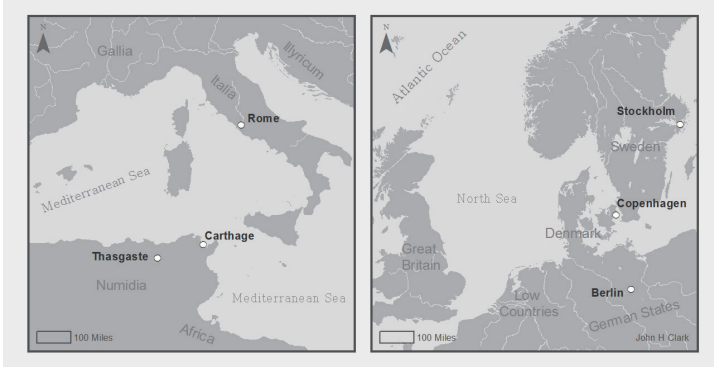 N
Gallia
Illyricum
Italia
Rome
Mediterranean Sea
Carthage
Thasgaste
Numidia
Mediterranean Sea
Africa
100 Miles
N
Atlantic Ocean
Stockholm
Sweden
North Sea
Copenhagen
Denmark
Great
Britain
Berlin
Low
Countries
German States
100 Miles
John H Clark